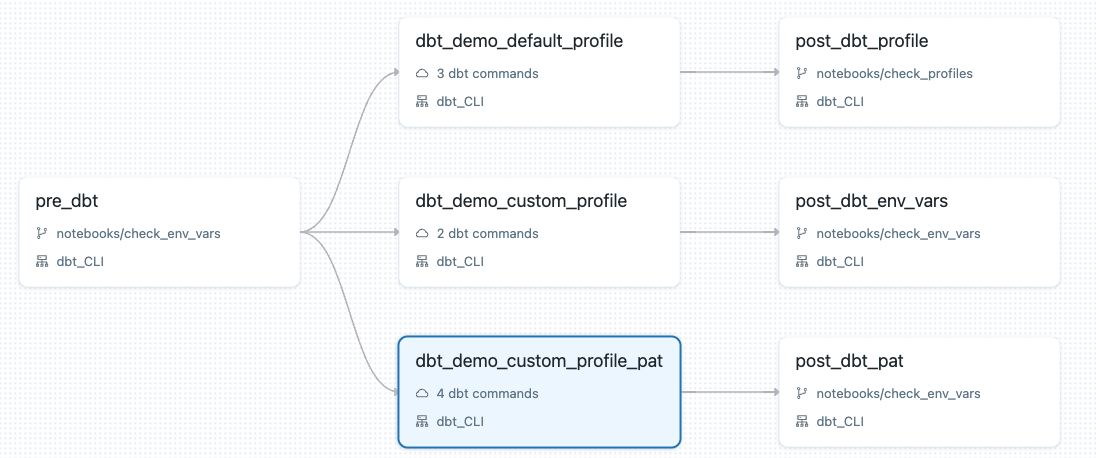 pre_dbt
notebooks/check_env_vars
dbt_CLI
dbt_demo_default_profile
3 dbt commands
dbt_CLI
post_dbt_profile
notebooks/check_profiles
dbt_CLI
dbt_demo_custom_profile
2 dbt commands
dbt_CLI
post_dbt_env_vars
notebooks/check_env_vars
dbt_CLI
dbt_demo_custom_profile_pat
4 dbt commands
dbt_CLI
post_dbt_pat
notebooks/check_env_vars
dbt_CLI